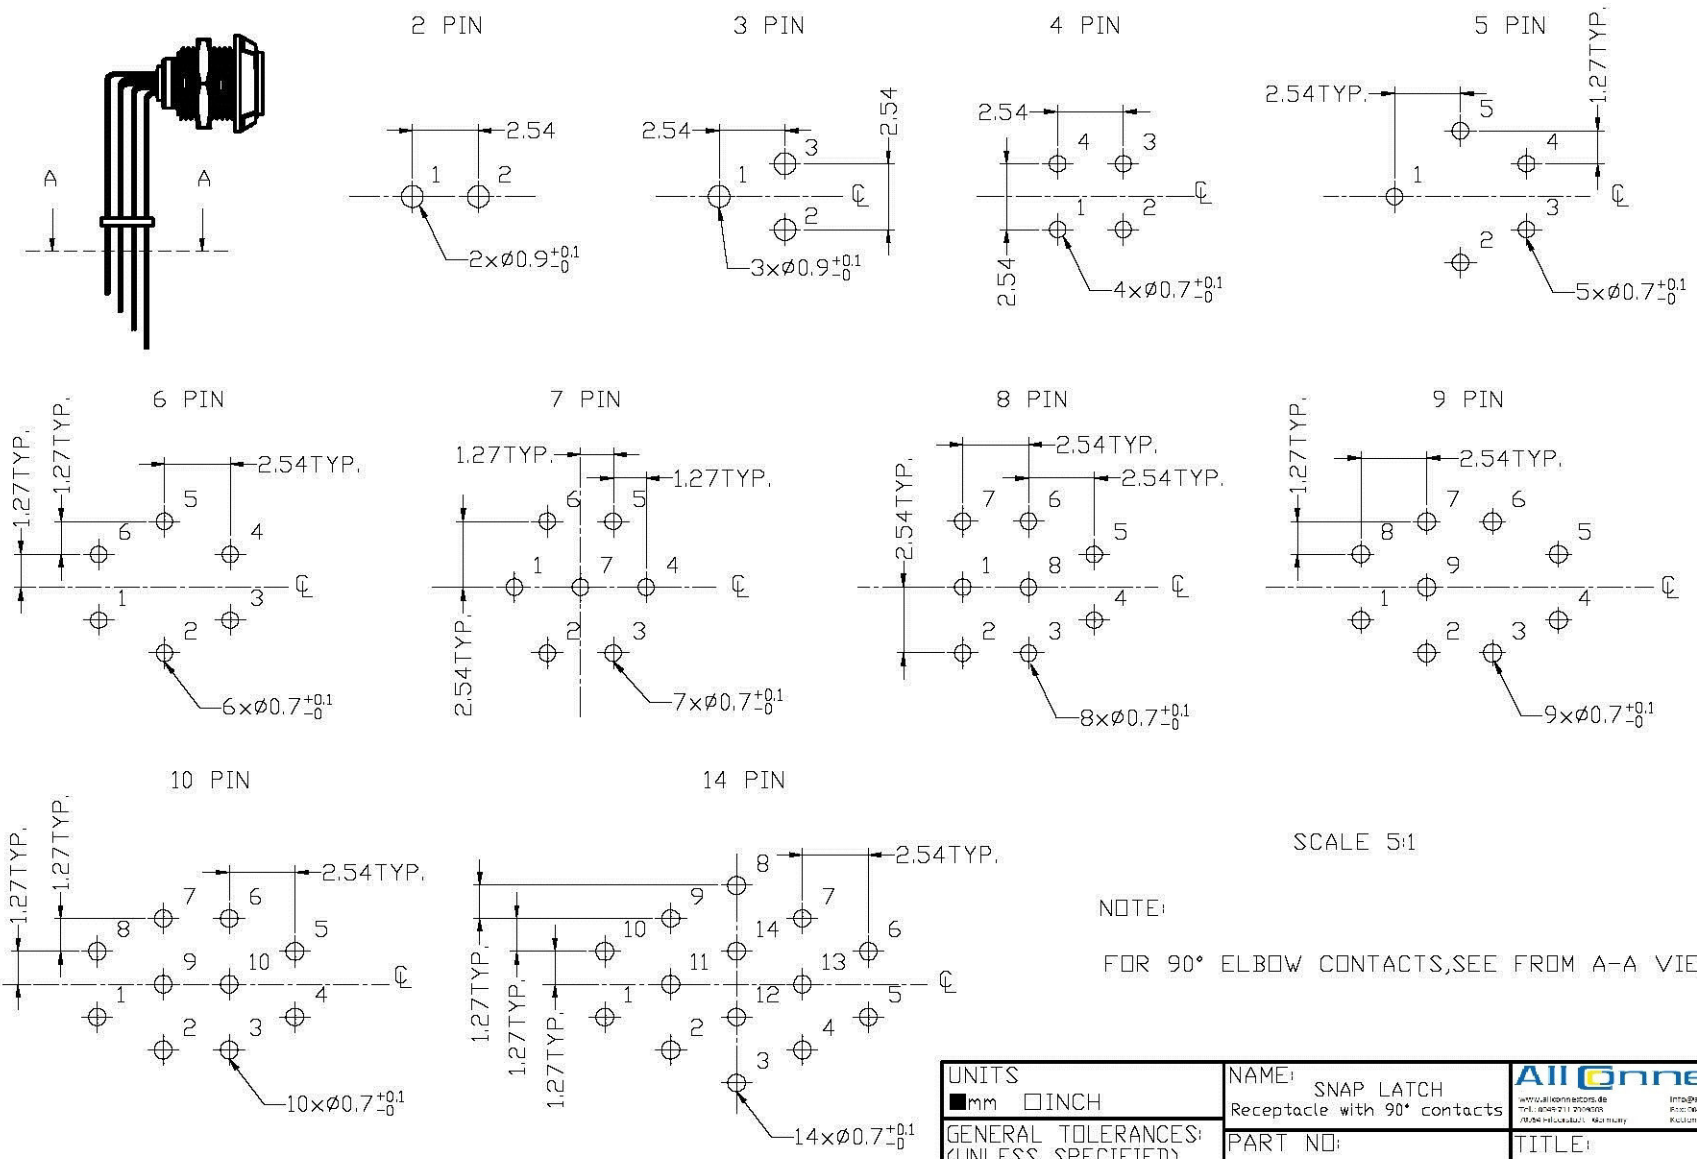 2 PIN
3 PIN
4 PIN
5 PIN
A
A
2.54
1
2
2×Ø0.9+0.1 -0
2.54
2.54
1
3
2
℄
3×Ø0.9+0.1 -0
2.54
2.54
4
3
1
2
℄
4×Ø0.7+0.1 -0
2.54TYP.
1.27TYP.
5
4
1
3
2
℄
5×Ø0.7+0.1 -0
6 PIN
7 PIN
8 PIN
9 PIN
1.27TYP.
1.27TYP.
2.54TYP.
5
6
4
1
3
2
℄
6×Ø0.7+0.1 -0
1.27TYP.
1.27TYP.
2.54TYP.
6
5
1
7
4
2
3
℄
7×Ø0.7+0.1 -0
2.54TYP.
2.54TYP.
2.54TYP.
7
6
5
1
8
4
2
3
℄
8×Ø0.7+0.1 -0
1.27TYP.
2.54TYP.
7
6
8
5
9
1
4
2
3
℄
9×Ø0.7+0.1 -0
10 PIN
14 PIN
1.27TYP.
1.27TYP.
2.54TYP.
7
6
8
5
9
10
1
4
2
3
℄
10×Ø0.7+0.1 -0
2.54TYP.
8
9
7
10
14
6
11
13
1
12
5
2
4
3
℄
1.27TYP.
1.27TYP.
1.27TYP.
14×Ø0.7+0.1 -0
SCALE 5:1
NOTE:
FOR 90° ELBOW CONTACTS,SEE FROM A-A VIE
UNITS
■mm □INCH
GENERAL TOLERANCES:
(UNLESS SPECIFIED)
NAME:
SNAP LATCH
Receptacle with 90° contacts
PART NO:
All Conne
www.allconnectors.de
TITLE: